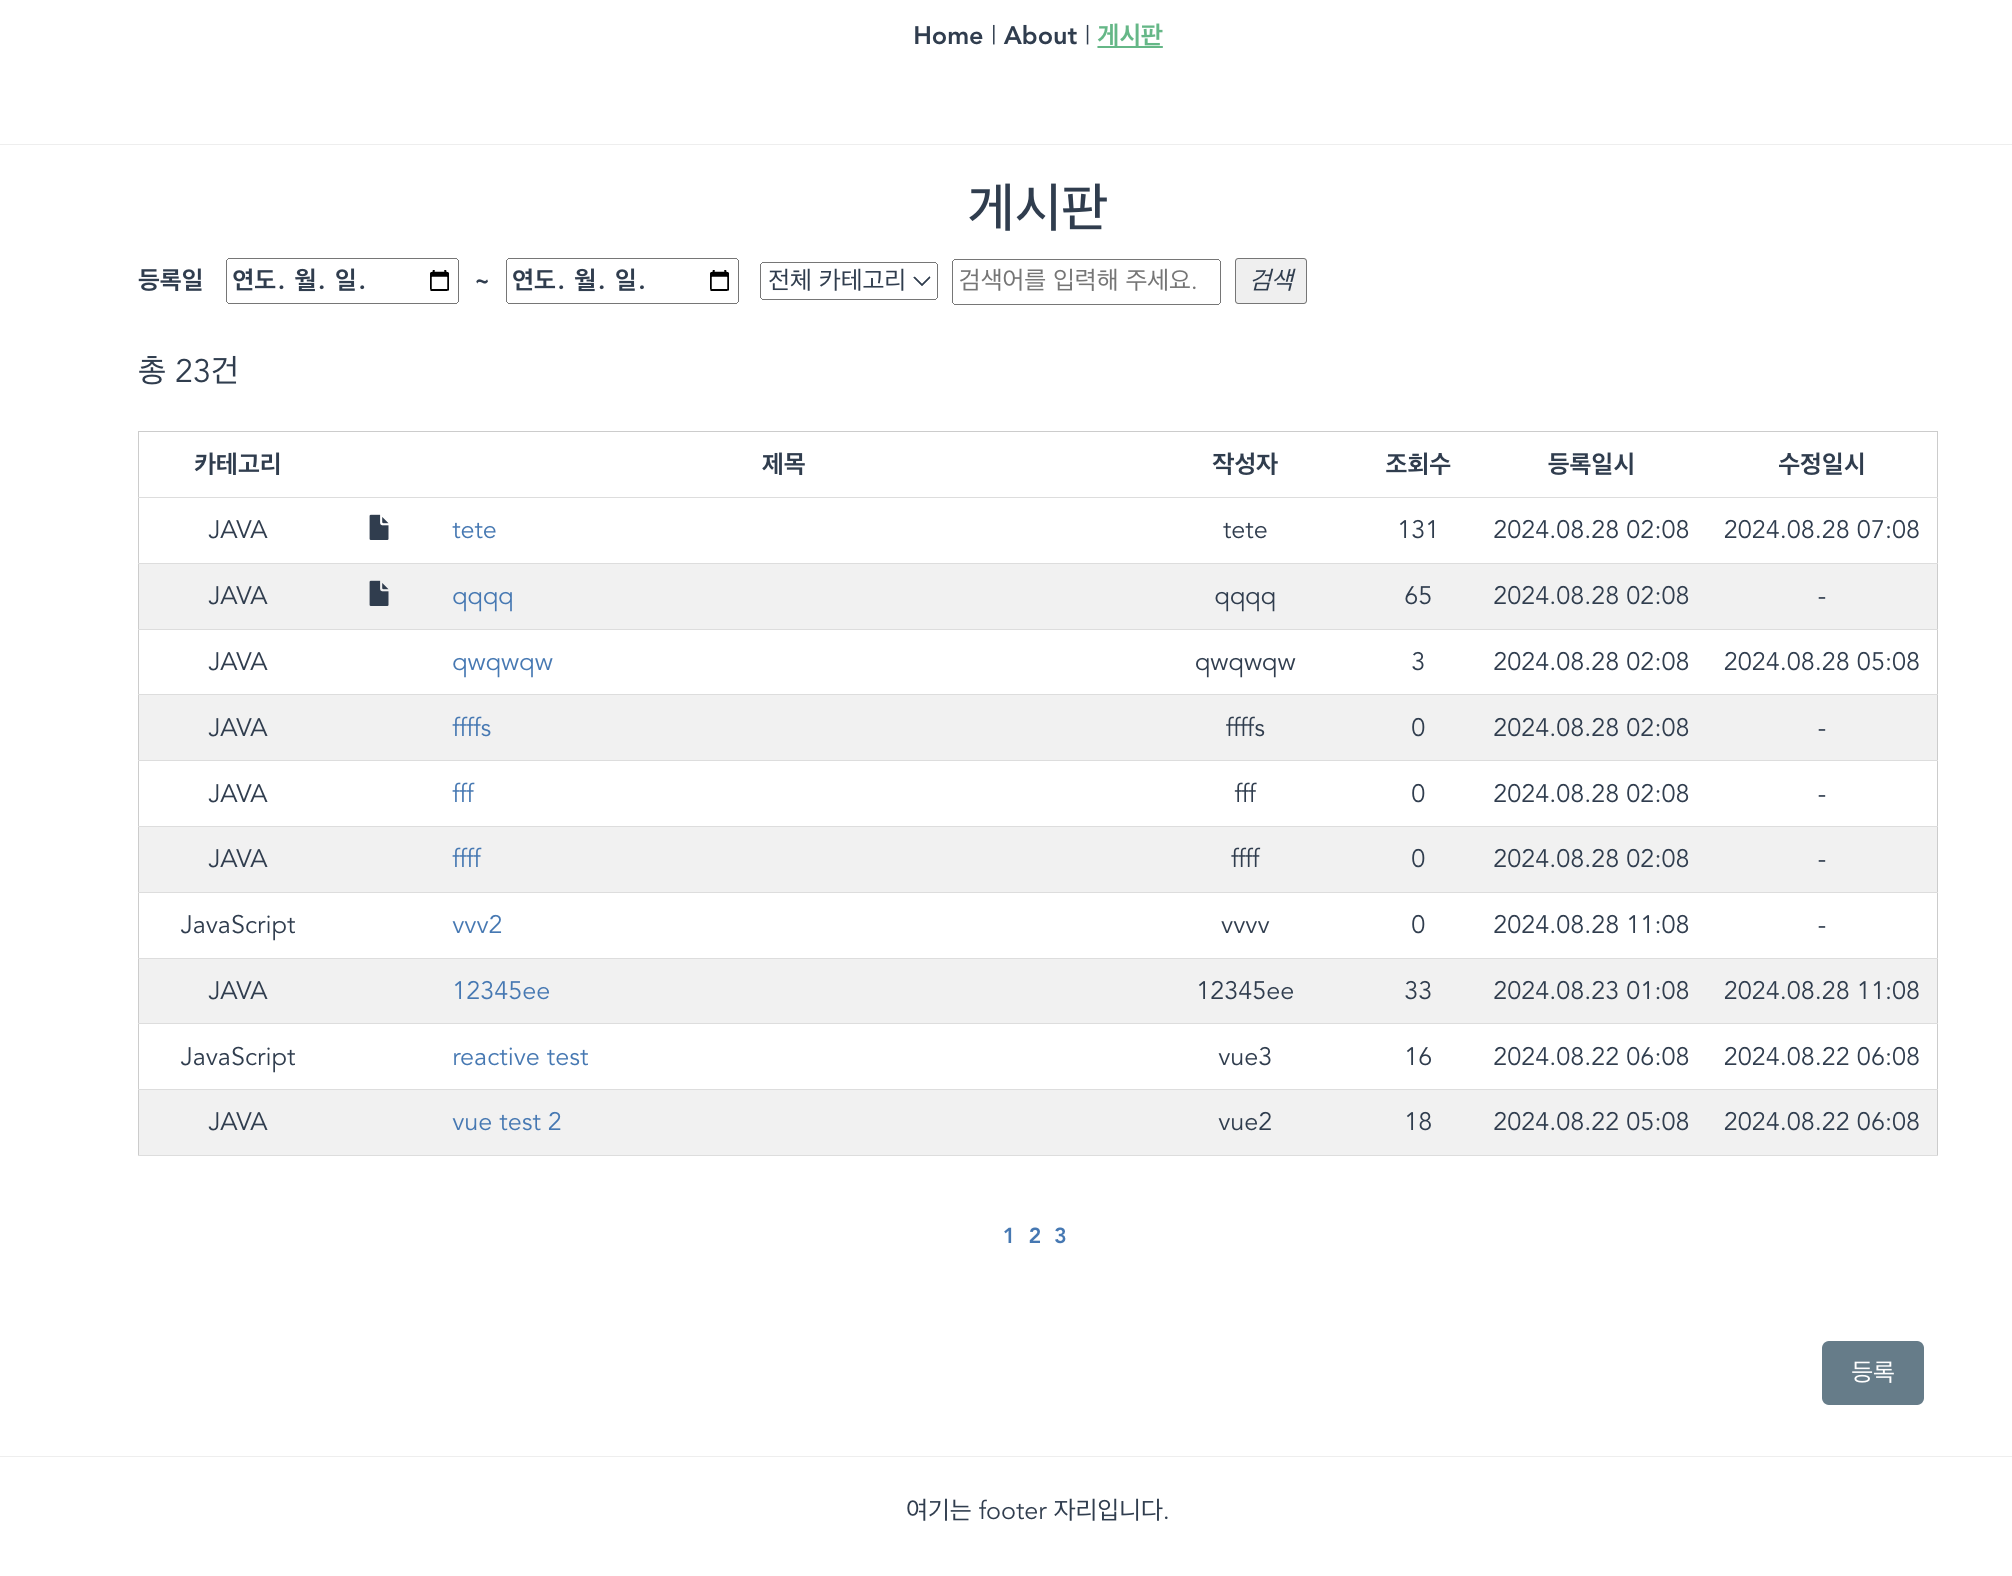 Home | About | 게시판
게시판
등록일 연도. 월. 일. ~ 연도. 월. 일. 전체 카테고리 검색어를 입력해 주세요. 검색
총 23건
카테고리 제목 작성자 조회수 등록일시 수정일시
JAVA tete tete 131 2024.08.28 02:08 2024.08.28 07:08
JAVA qqqq qqqq 65 2024.08.28 02:08 -
JAVA qwqwqw qwqwqw 3 2024.08.28 02:08 2024.08.28 05:08
JAVA ffffs ffffs 0 2024.08.28 02:08 -
JAVA fff fff 0 2024.08.28 02:08 -
JAVA ffff ffff 0 2024.08.28 02:08 -
JavaScript vvv2 vvvv 0 2024.08.28 11:08 -
JAVA 12345ee 12345ee 33 2024.08.23 01:08 2024.08.28 11:08
JavaScript reactive test vue3 16 2024.08.22 06:08 2024.08.22 06:08
JAVA vue test 2 vue2 18 2024.08.22 05:08 2024.08.22 06:08
1 2 3
등록
여기는 footer 자리입니다.